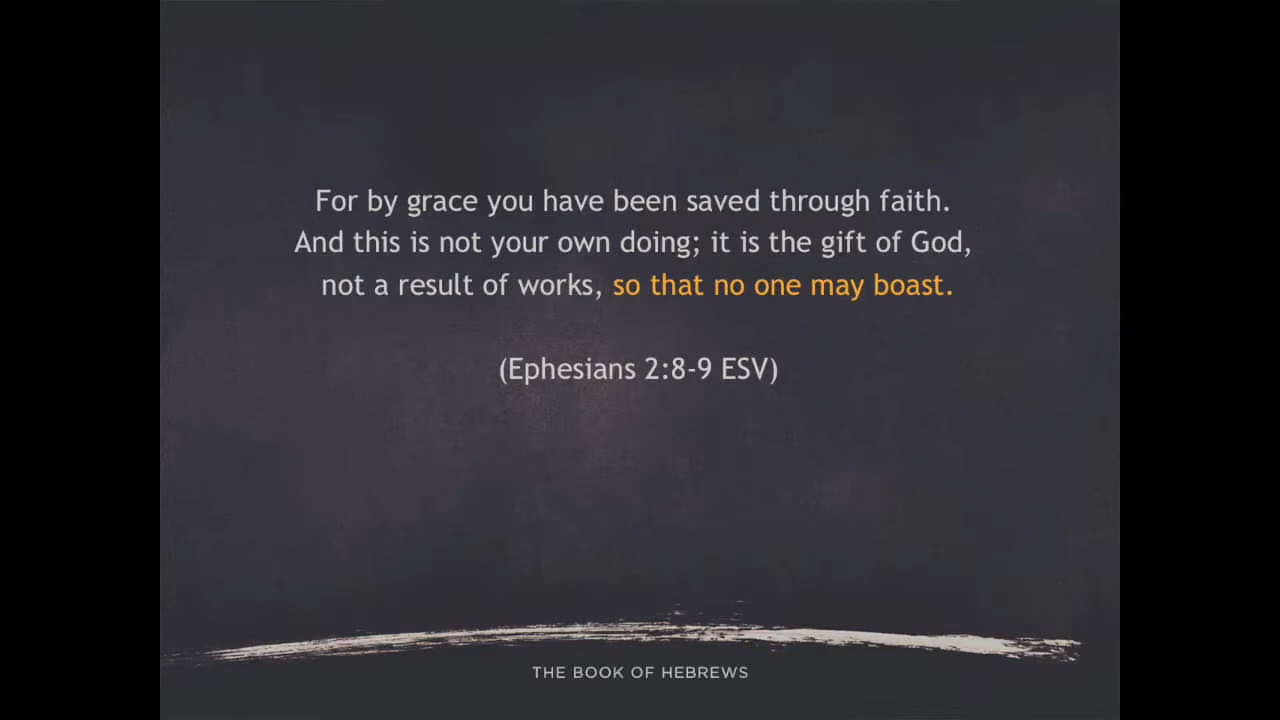 For by grace you have been saved through faith.
And this is not your own doing; it is the gift of God,
not a result of works, so that no one may boast.
(Ephesians 2:8-9 ESV)
THE BOOK OF HEBREWS